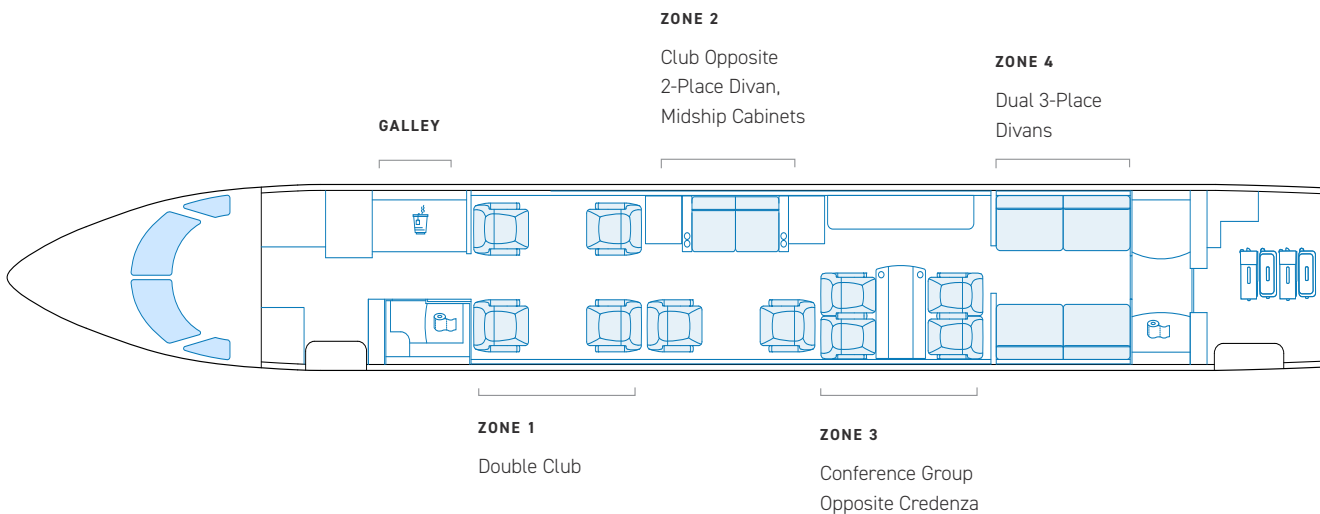 GALLEY
ZONE 2
Club Opposite
2-Place Divan,
Midship Cabinets
ZONE 4
Dual 3-Place
Divans
ZONE 1
Double Club
ZONE 3
Conference Group
Opposite Credenza